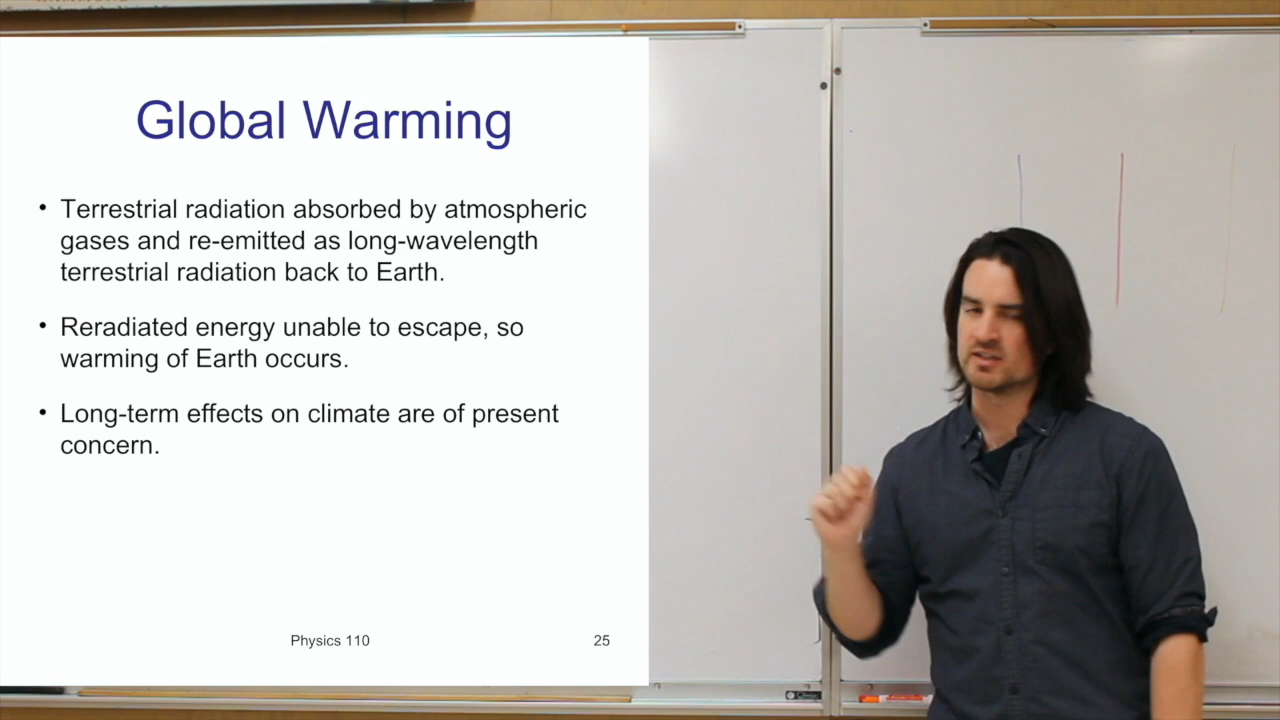 Global Warming
• Terrestrial radiation absorbed by atmospheric
gases and re-emitted as long-wavelength
terrestrial radiation back to Earth.
• Reradiated energy unable to escape, so
warming of Earth occurs.
• Long-term effects on climate are of present
concern.
Physics 110
25